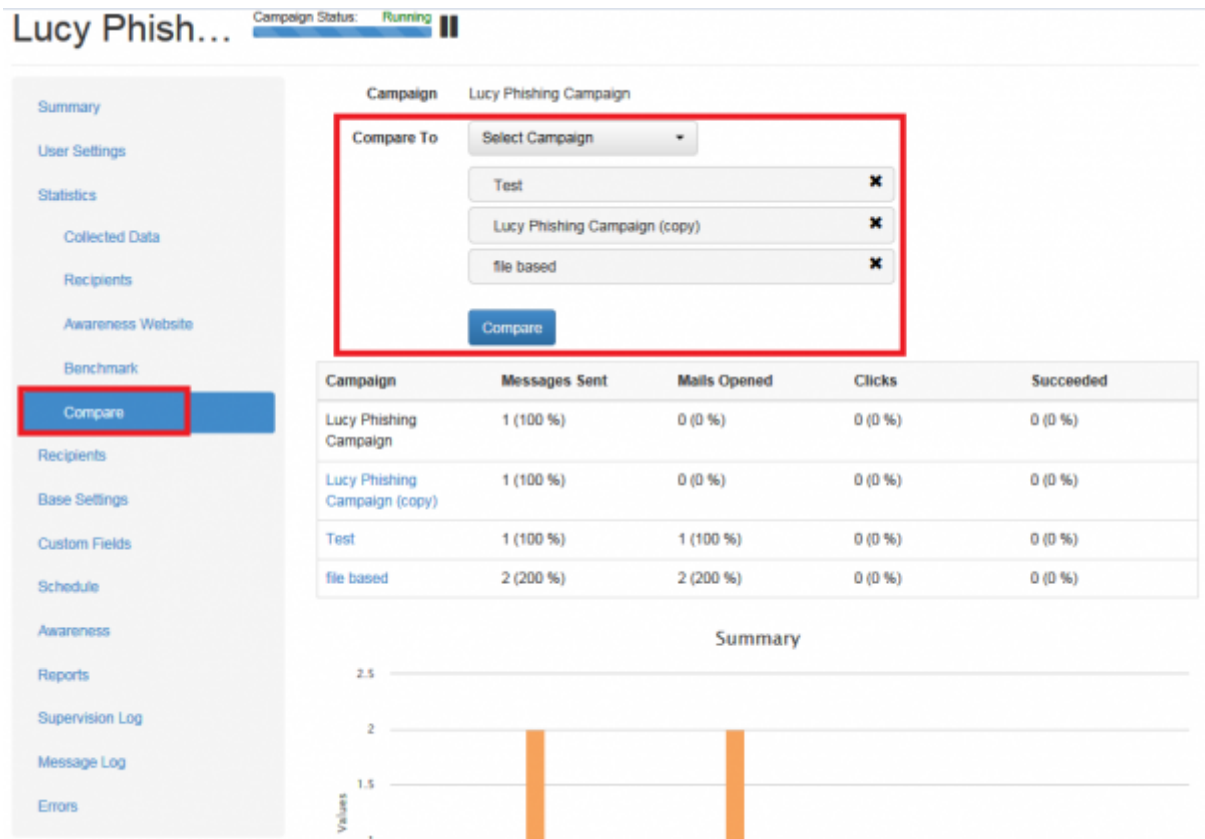 Lucy Phish...
Campaign Status: Running
Summary
User Settings
Statistics
Collected Data
Recipients
Awareness Website
Benchmark
Compare
Recipients
Base Settings
Custom Fields
Schedule
Awareness
Reports
Supervision Log
Message Log
Errors
Campaign Lucy Phishing Campaign
Compare To Select Campaign
Test
Lucy Phishing Campaign (copy)
file based
Compare
Campaign Messages Sent Mails Opened Clicks Succeeded
Lucy Phishing Campaign 1 (100 %) 0 (0 %) 0 (0 %) 0 (0 %)
Lucy Phishing Campaign (copy) 1 (100 %) 0 (0 %) 0 (0 %) 0 (0 %)
Test 1 (100 %) 1 (100 %) 0 (0 %) 0 (0 %)
file based 2 (200 %) 2 (200 %) 0 (0 %) 0 (0 %)
Summary
2.5
2
1.5
Values